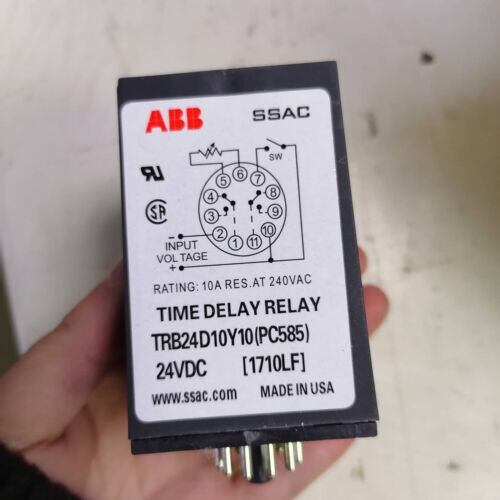 ABB SSAC
SW
5 6 7
4 8
3 9
2 10
1 11
- INPUT
VOLTAGE
+
RATING: 10A RES.AT 240VAC
TIME DELAY RELAY
TRB24D10Y10(PC585)
24VDC [1710LF]
www.ssac.com MADE IN USA